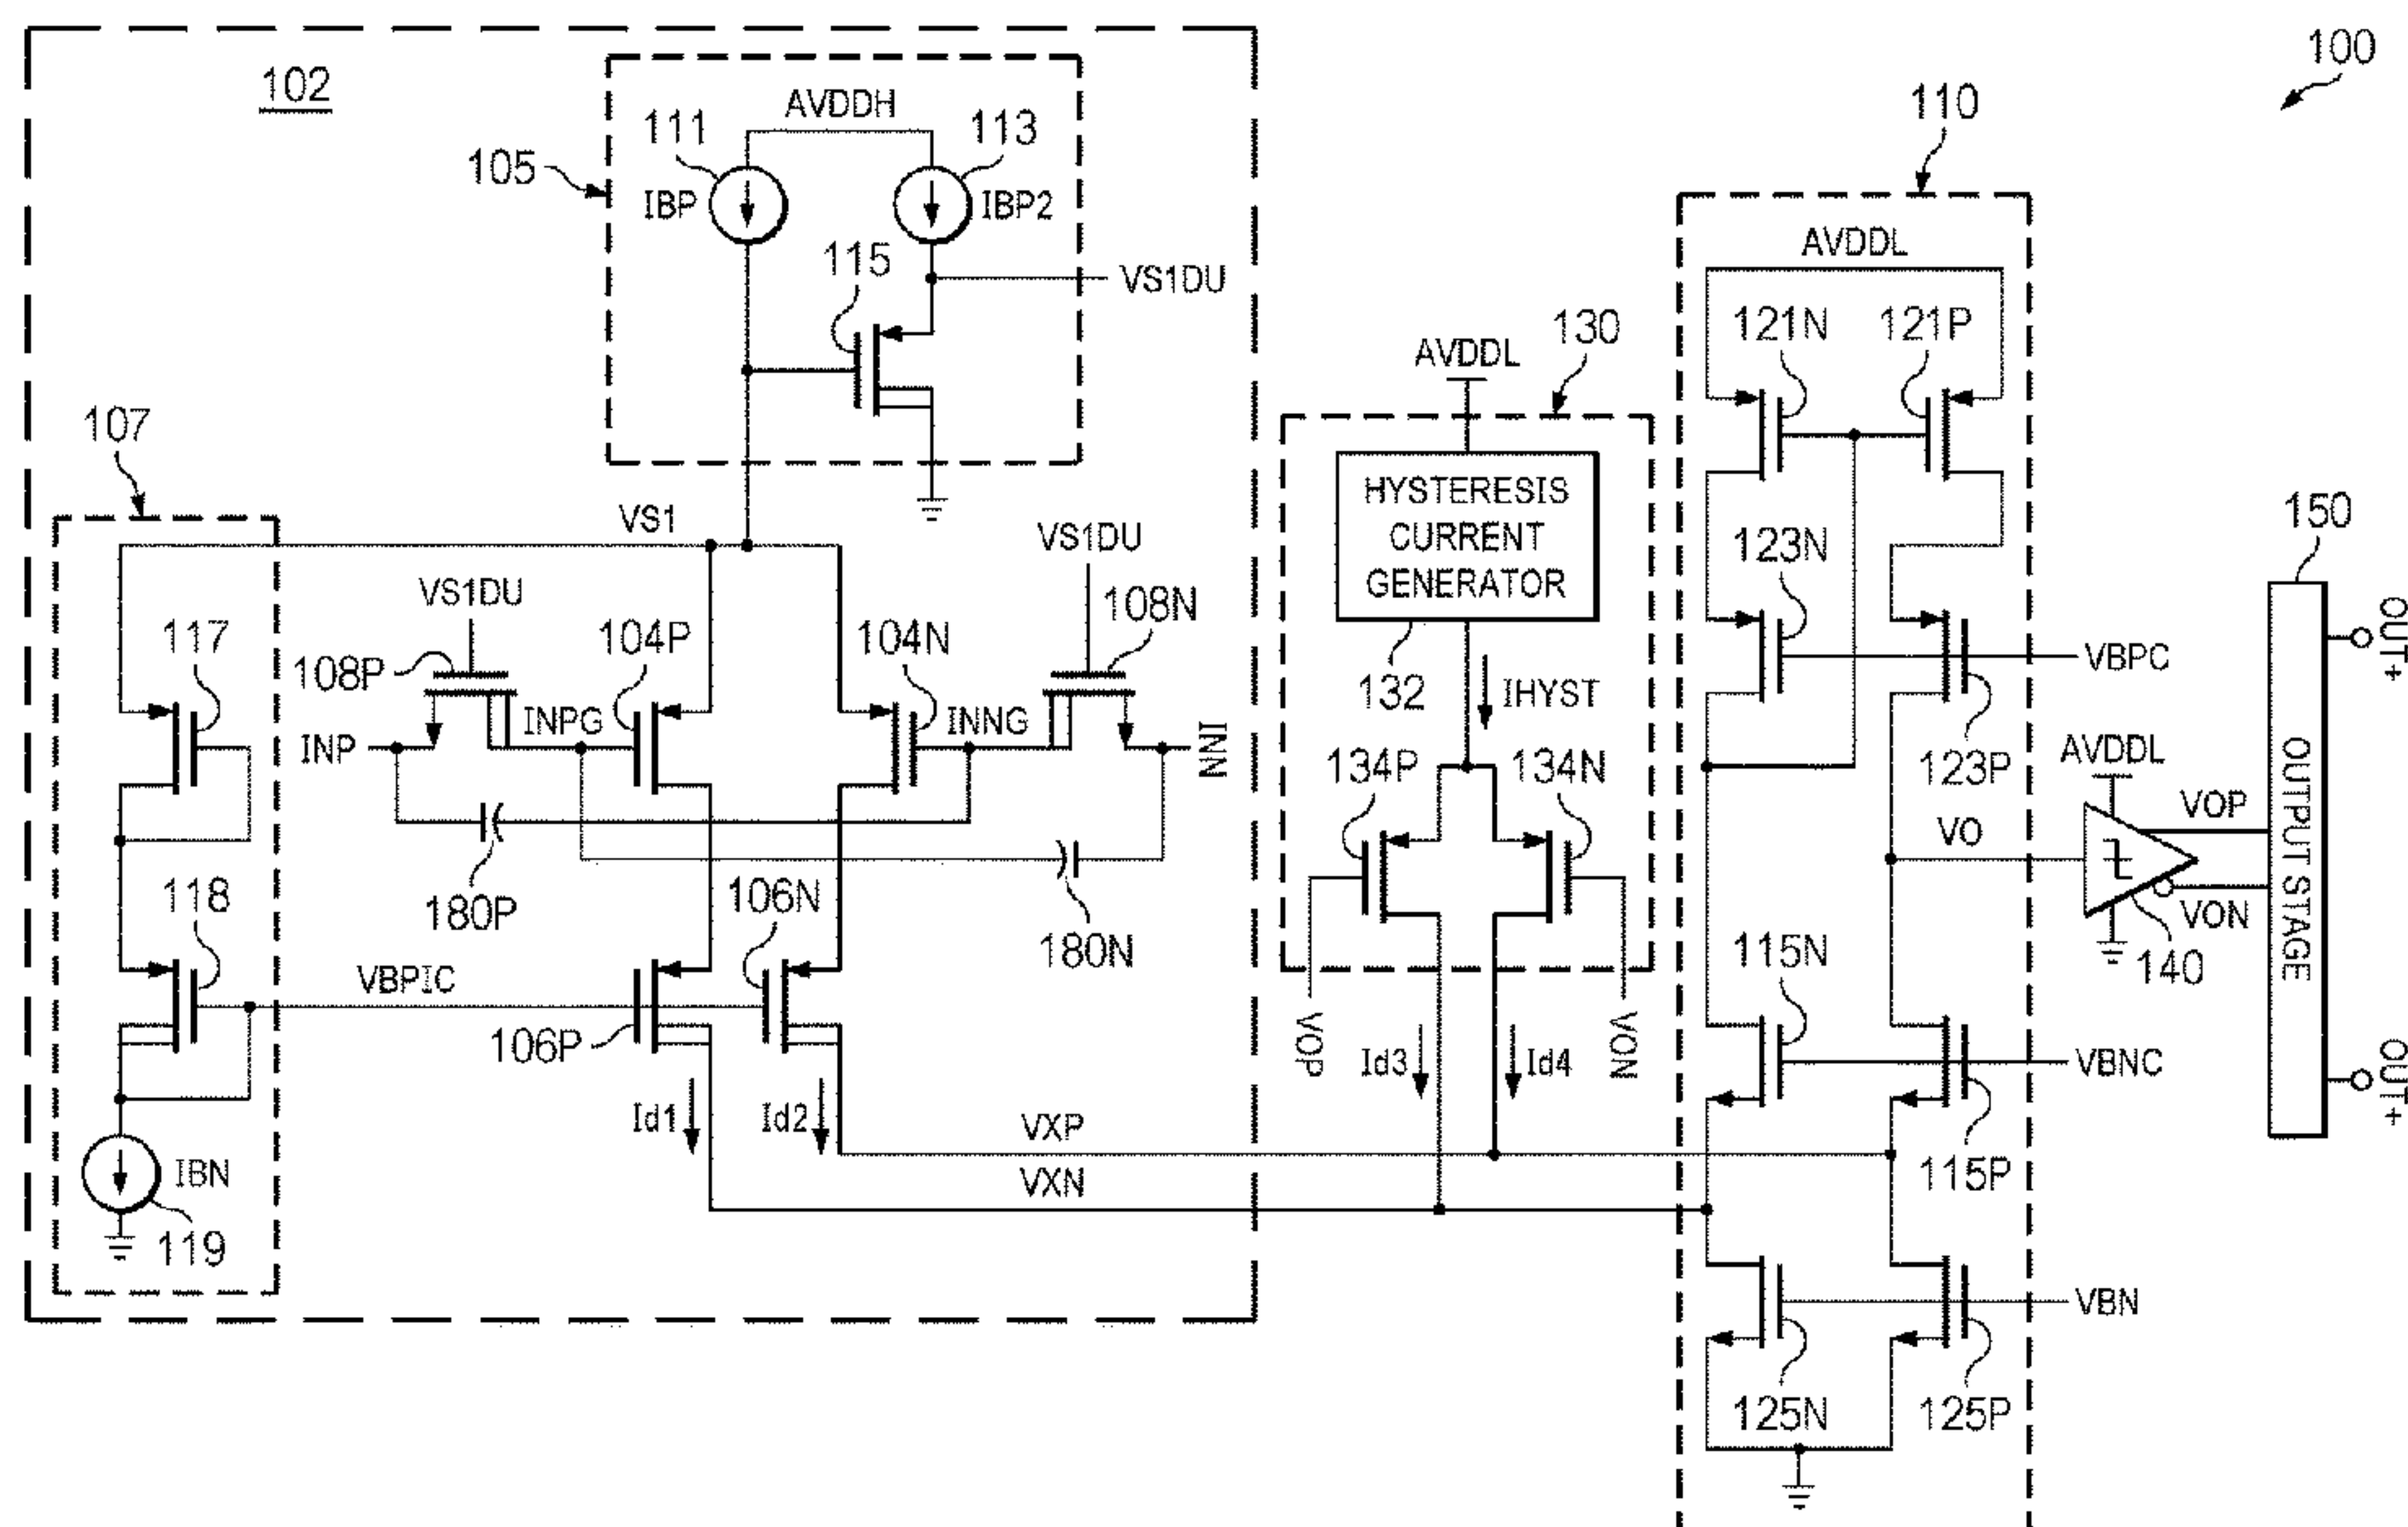 100
102
105
AVDDH
111
113
IBP
IBP2
115
VS1DU
107
VS1
117
VS1DU
108P
INP
INPG
104P
104N
INNG
VS1DU
108N
INN
180P
180N
118
VBPIC
106P
106N
IBN
119
Id1
Id2
VXP
VXN
130
AVDDL
HYSTERESIS
CURRENT
GENERATOR
132
IHYST
134P
134N
VOP
VON
Id3
Id4
110
AVDDL
121N
121P
123N
123P
VBPC
VO
115N
115P
VBNC
125N
125P
VBN
AVDDL
VOP
VON
140
150
OUTPUT STAGE
OUT+
OUT+